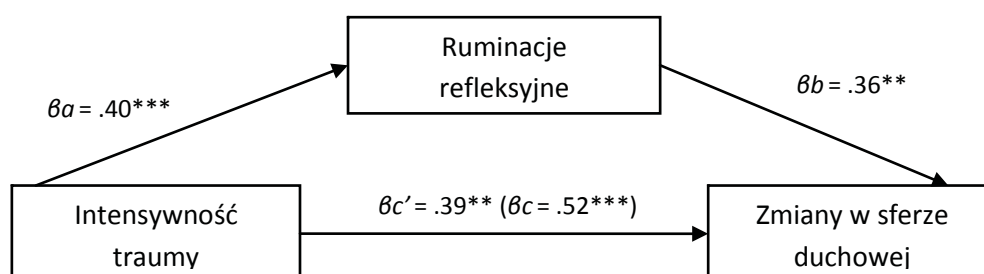 Ruminacje
refleksyjne
βa = .40***
βb = .36**
βc’ = .39** (βc = .52***)
Intensywność
traumy
Zmiany w sferze
duchowej